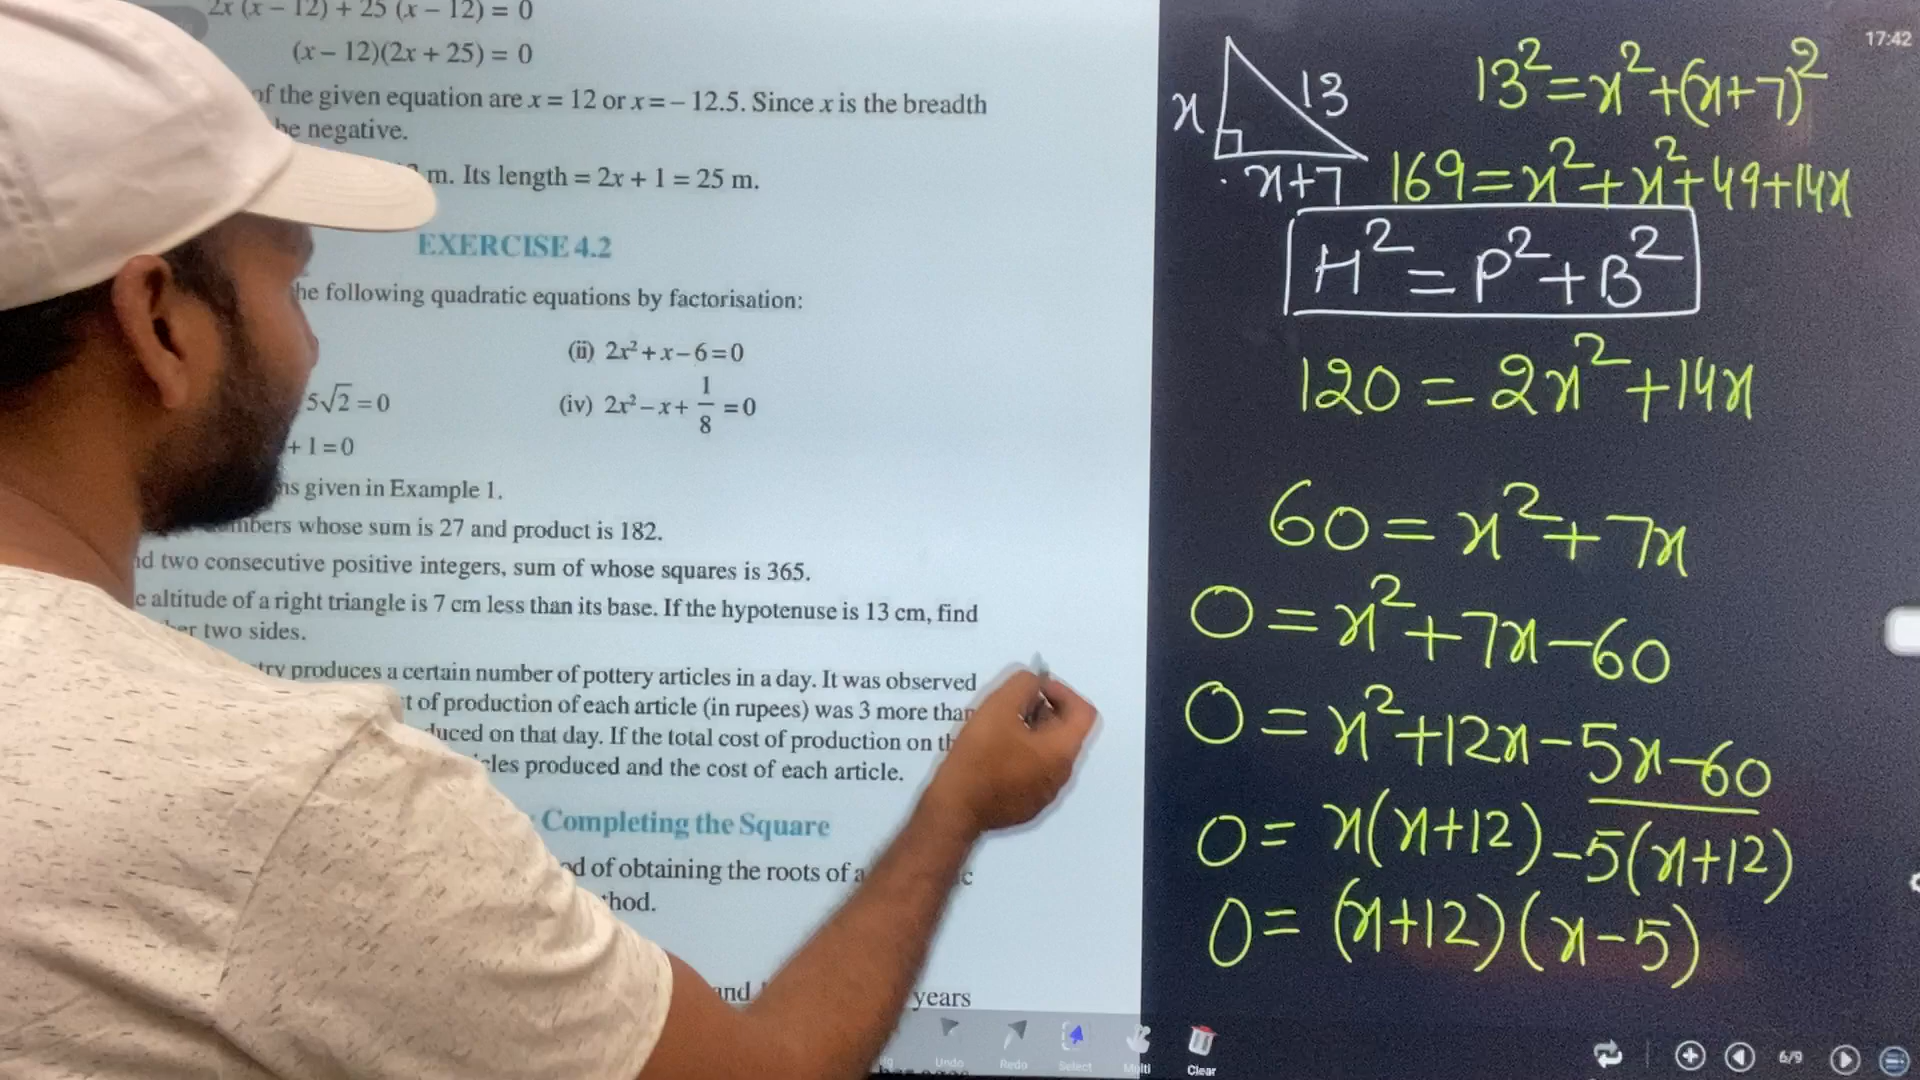 2x (x – 12) + 25 (x – 12) = 0
(x – 12)(2x + 25) = 0
of the given equation are x = 12 or x = – 12.5. Since x is the breadth
be negative.
m. Its length = 2x + 1 = 25 m.
EXERCISE 4.2
the following quadratic equations by factorisation:
(ii) 2x² + x – 6 = 0
5√2 = 0
(iv) 2x² – x + 1/8 = 0
+ 1 = 0
given in Example 1.
whose sum is 27 and product is 182.
two consecutive positive integers, sum of whose squares is 365.
altitude of a right triangle is 7 cm less than its base. If the hypotenuse is 13 cm, find
two sides.
produces a certain number of pottery articles in a day. It was observed
of production of each article (in rupees) was 3 more than
on that day. If the total cost of production on
produced and the cost of each article.
Completing the Square
of obtaining the roots of a
and
years
Undo
Redo
Select
Multi
Clear
17:42
x
13
x+7
13² = x² + (x+7)²
169 = x² + x² + 49 + 14x
H² = P² + B²
120 = 2x² + 14x
60 = x² + 7x
0 = x² + 7x – 60
0 = x² + 12x – 5x – 60
0 = x(x+12) – 5(x+12)
0 = (x+12)(x–5)
6/9